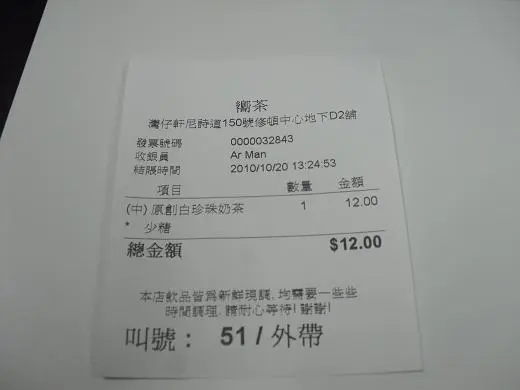 嚮茶
灣仔軒尼詩道150號修頓中心地下D2舖
發票號碼 0000032843
收銀員 Ar Man
結賬時間 2010/10/20 13:24:53
項目 數量 金額
(中) 原創白珍珠奶茶 1 12.00
* 少糖
總金額 $12.00
本店飲品皆為新鮮現調, 均需要一些些
時間調理, 請耐心等待! 謝謝!
叫號： 51 / 外帶